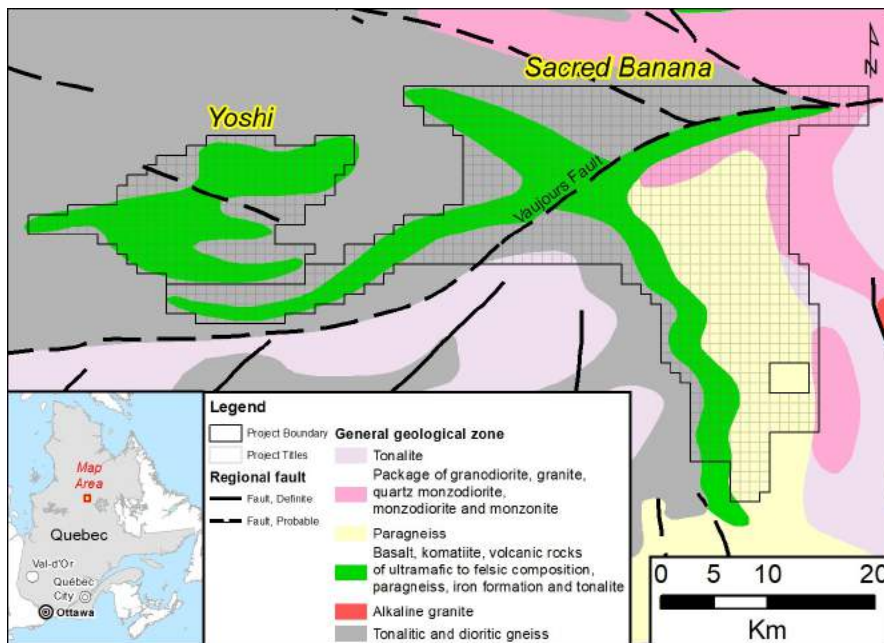 Sacred Banana
Yoshi
N
Vaujours Fault
Legend
Project Boundary
Project Titles
Regional fault
Fault, Definite
Fault, Probable
General geological zone
Tonalite
Package of granodiorite, granite,
quartz monzodiorite,
monzodiorite and monzonite
Paragneiss
Basalt, komatiite, volcanic rocks
of ultramafic to felsic composition,
paragneiss, iron formation and tonalite
Alkaline granite
Tonalitic and dioritic gneiss
Map
Area
Quebec
Val-d'Or
Québec
City
Ottawa
0 5 10 20
Km